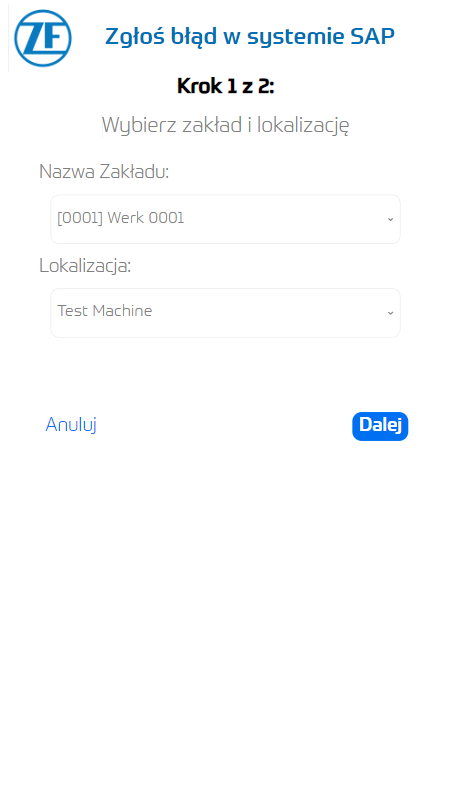 ZF
Zgłoś błąd w systemie SAP
Krok 1 z 2:
Wybierz zakład i lokalizację
Nazwa Zakładu:
[0001] Werk 0001
Lokalizacja:
Test Machine
Anuluj
Dalej